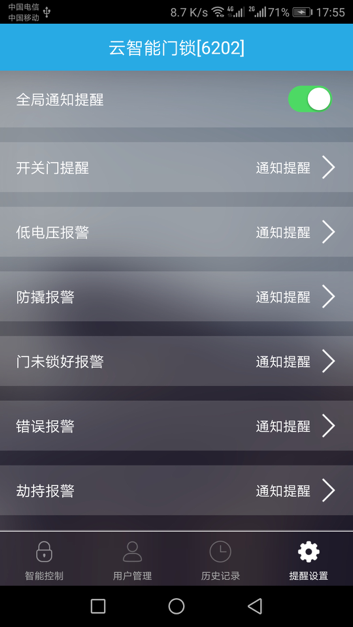 中国电信
中国移动
8.7 K/s 4G 2G 71% 17:55
云智能门锁[6202]
全局通知提醒
开关门提醒 通知提醒
低电压报警 通知提醒
防撬报警 通知提醒
门未锁好报警 通知提醒
错误报警 通知提醒
劫持报警 通知提醒
智能控制 用户管理 历史记录 提醒设置